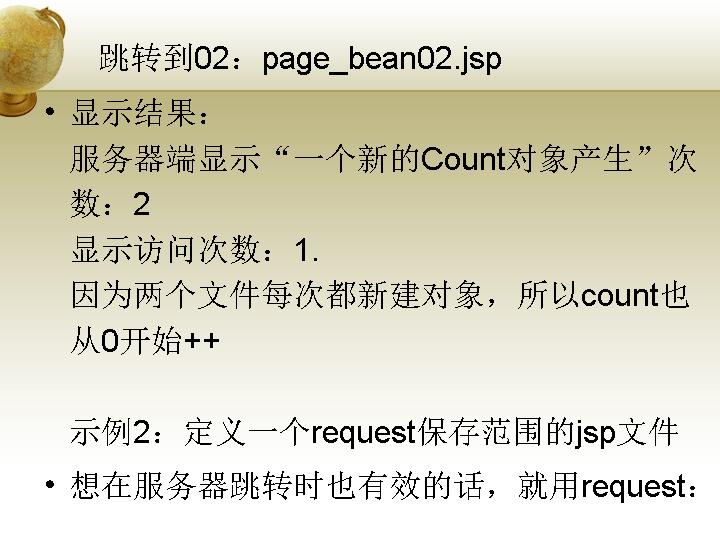 跳转到02：page_bean02.jsp
• 显示结果：
服务器端显示“一个新的Count对象产生”次
数：2
显示访问次数：1.
因为两个文件每次都新建对象，所以count也
从0开始++
示例2：定义一个request保存范围的jsp文件
• 想在服务器跳转时也有效的话，就用request：